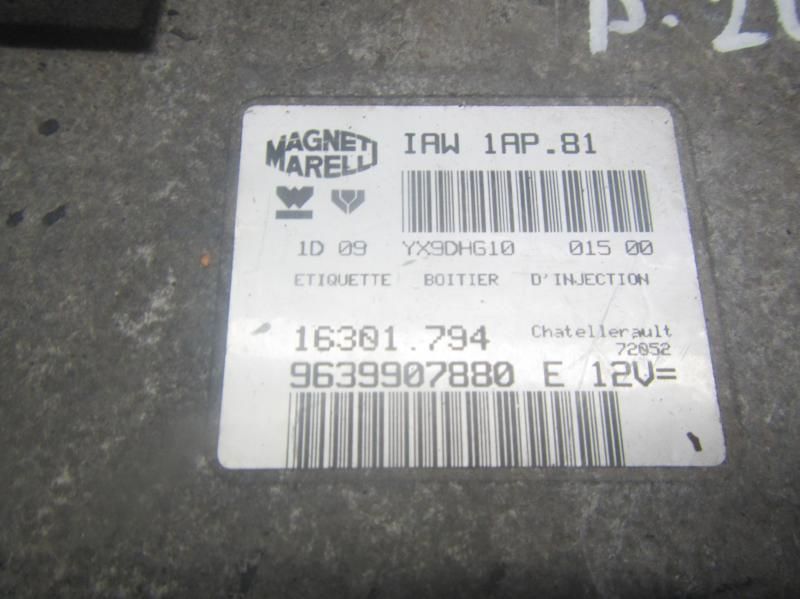 MAGNETI
MARELLI
IAW 1AP.81
1D 09 YX9DHG10 015 00
ETIQUETTE BOITIER D'INJECTION
16301.794
Chatellerault
72052
9639907880 E 12V=